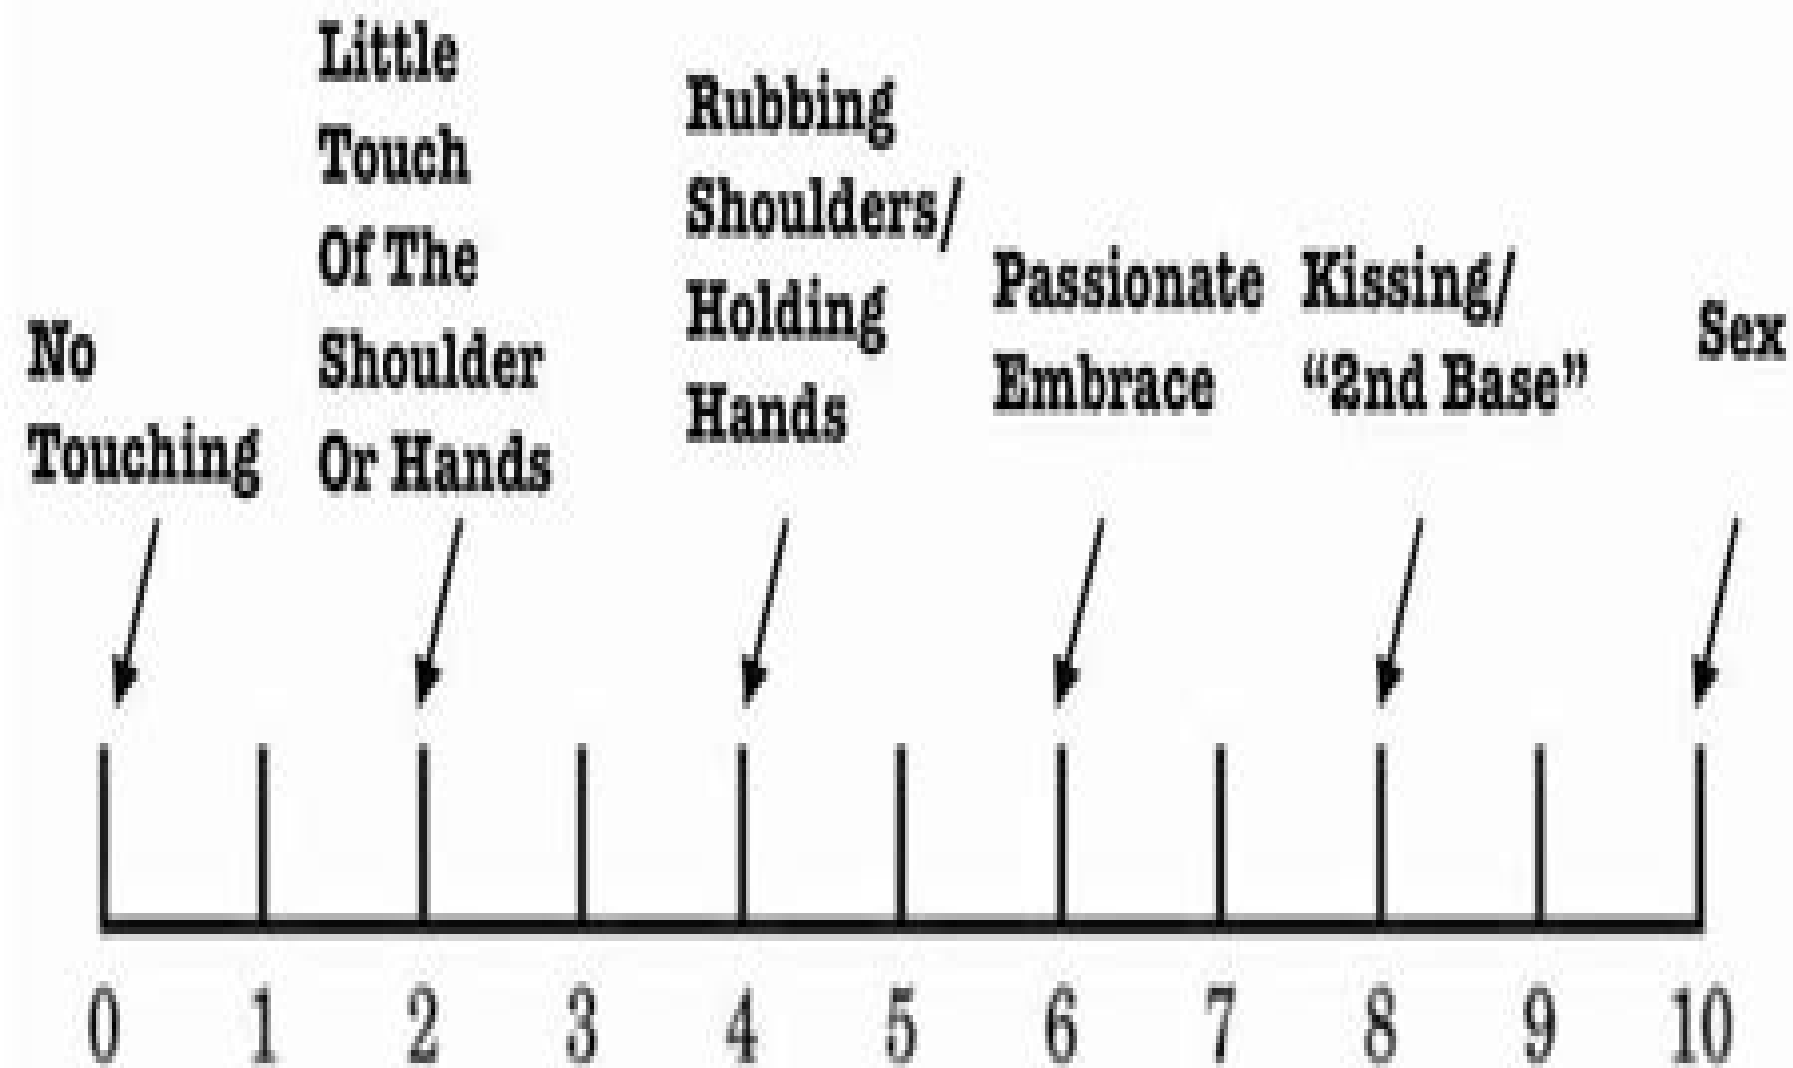 No
Touching
Little
Touch
Of The
Shoulder
Or Hands
Rubbing
Shoulders/
Holding
Hands
Passionate
Embrace
Kissing/
“2nd Base”
Sex
0 1 2 3 4 5 6 7 8 9 10